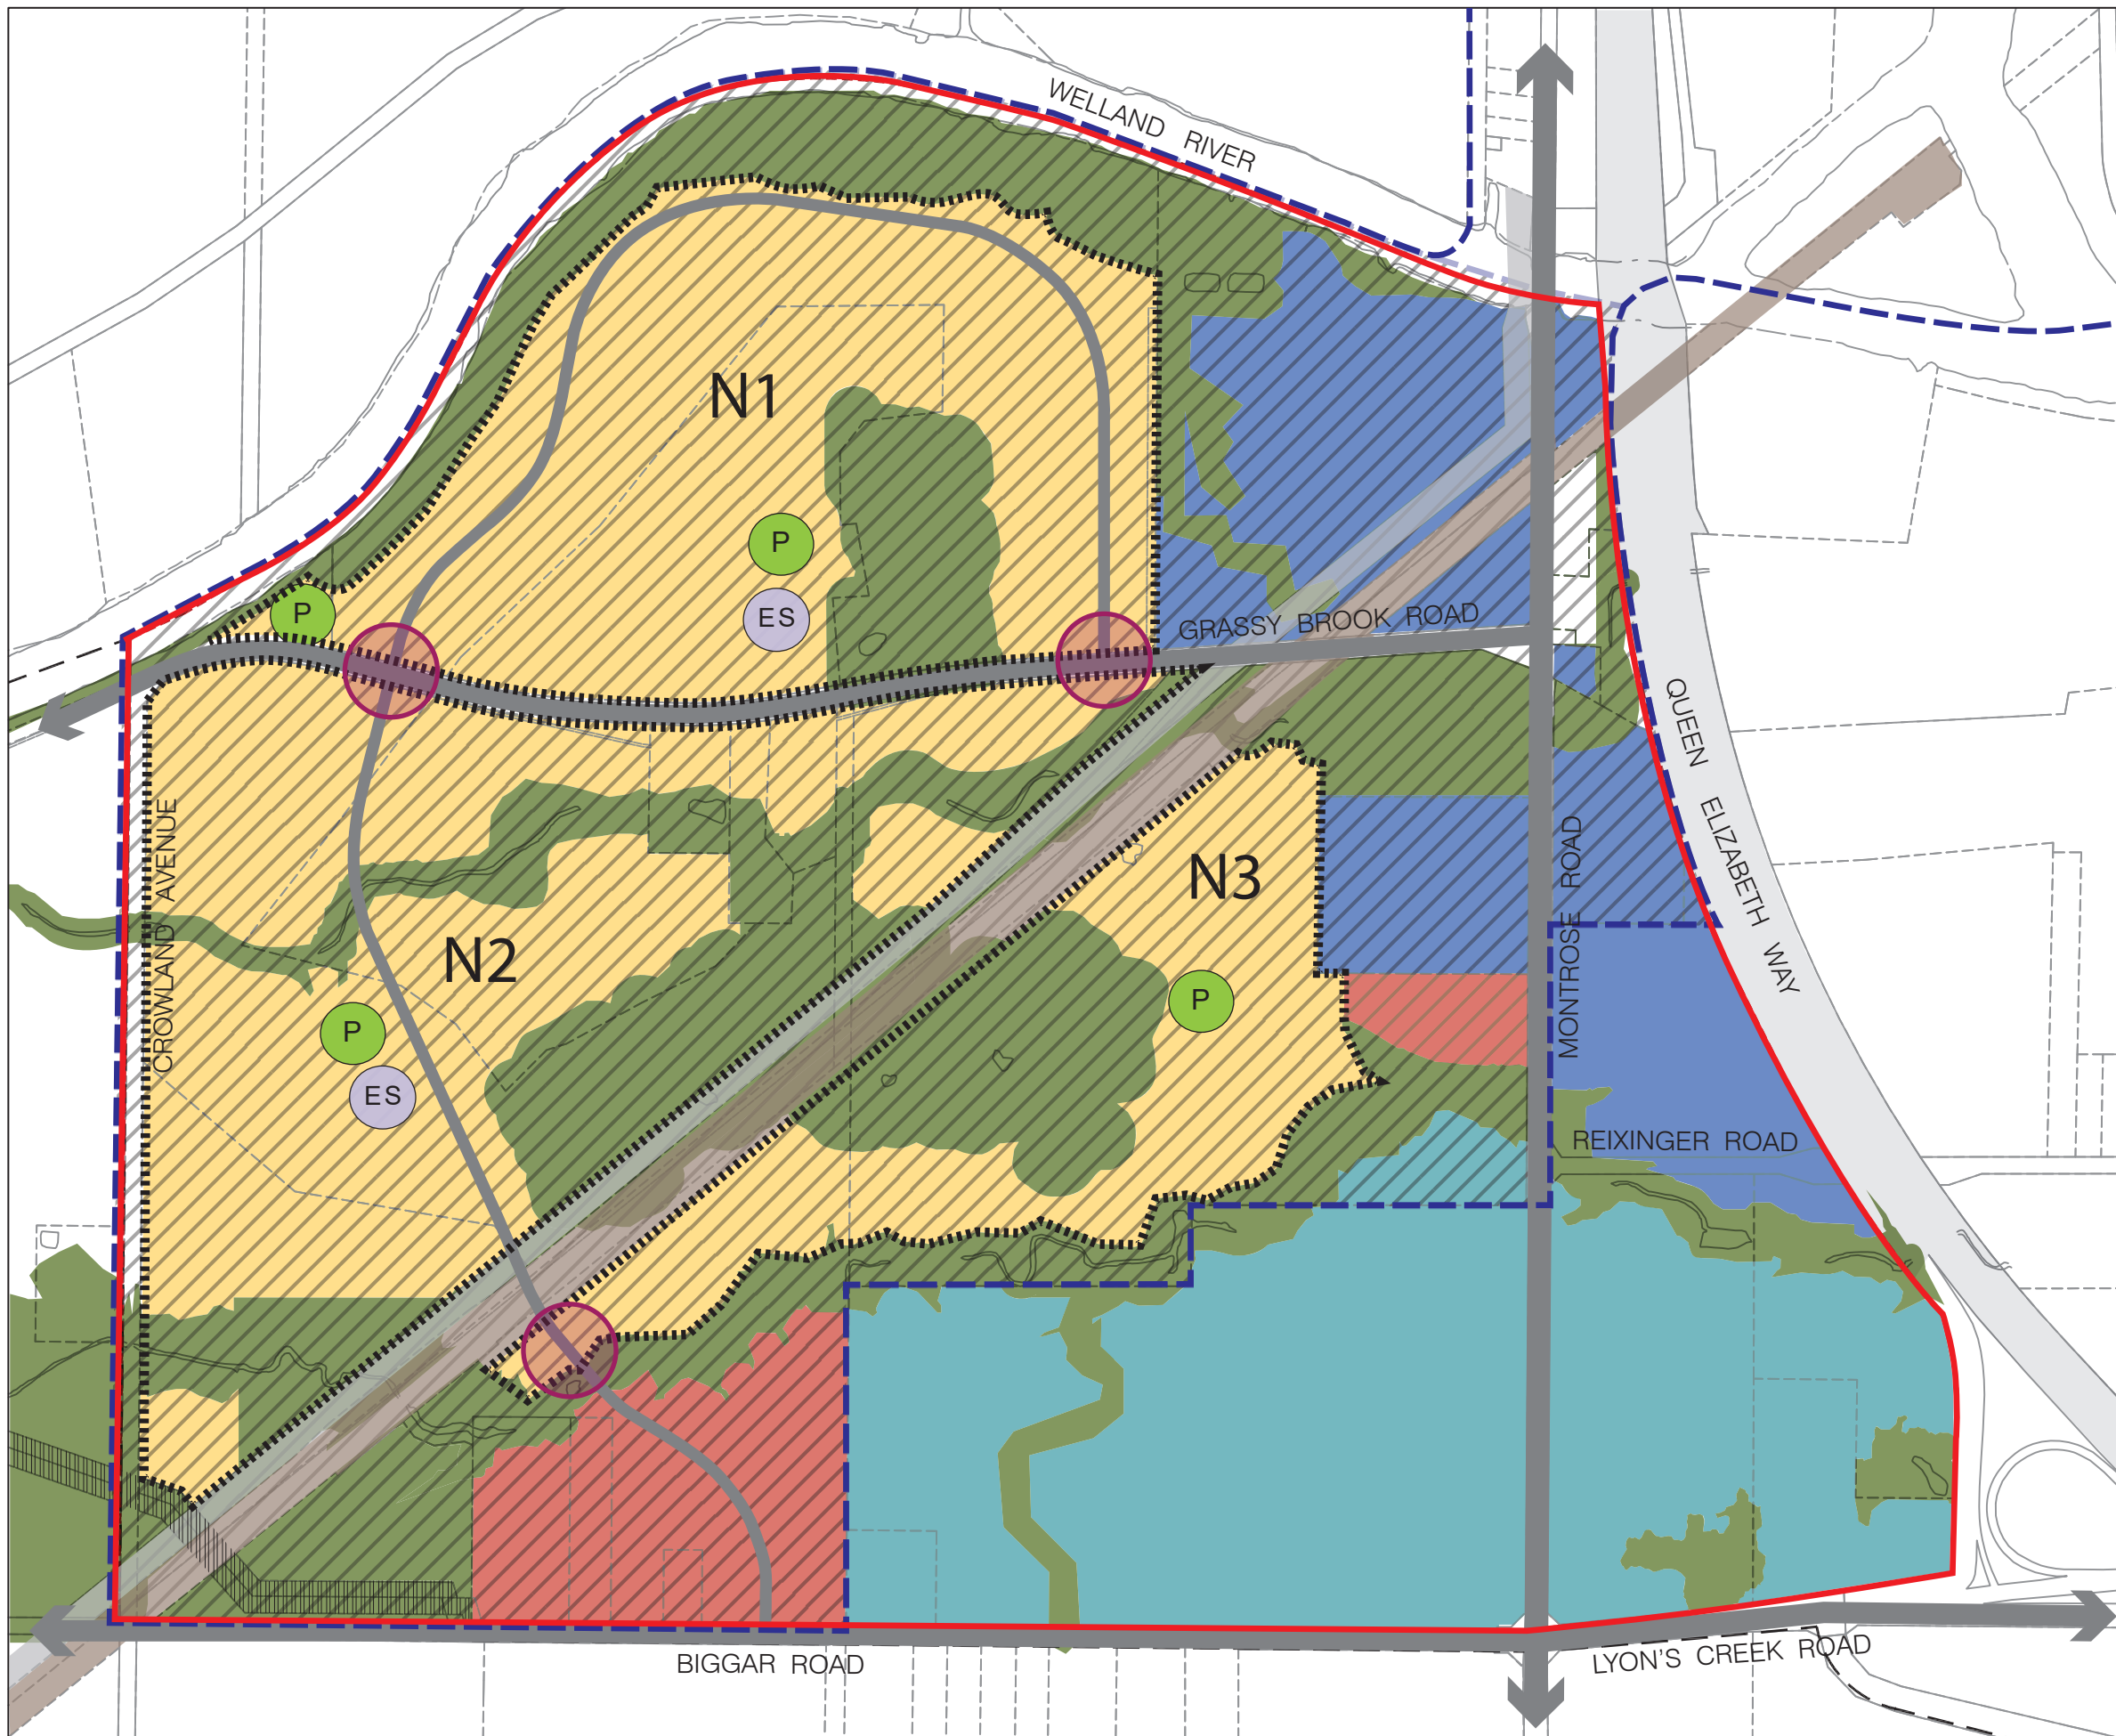 WELLAND RIVER
N1
P
ES
P
GRASSY BROOK ROAD
QUEEN ELIZABETH WAY
CROWLAND AVENUE
N3
MONTROSE ROAD
N2
P
P
ES
REIXINGER ROAD
BIGGAR ROAD
LYON'S CREEK ROAD